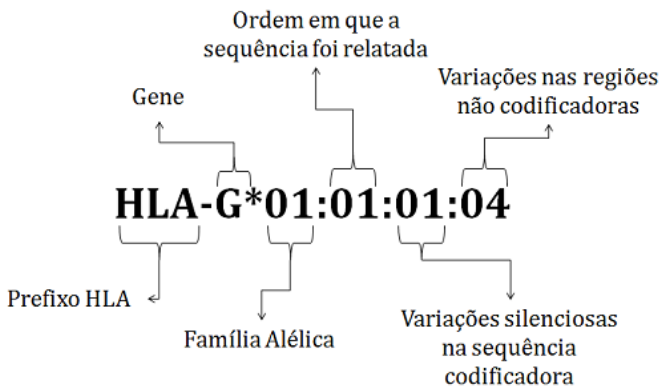 Ordem em que a
sequência foi relatada
Gene
Variações nas regiões
não codificadoras
HLA-G*01:01:01:04
Prefixo HLA
Família Alélica
Variações silenciosas
na sequência
codificadora